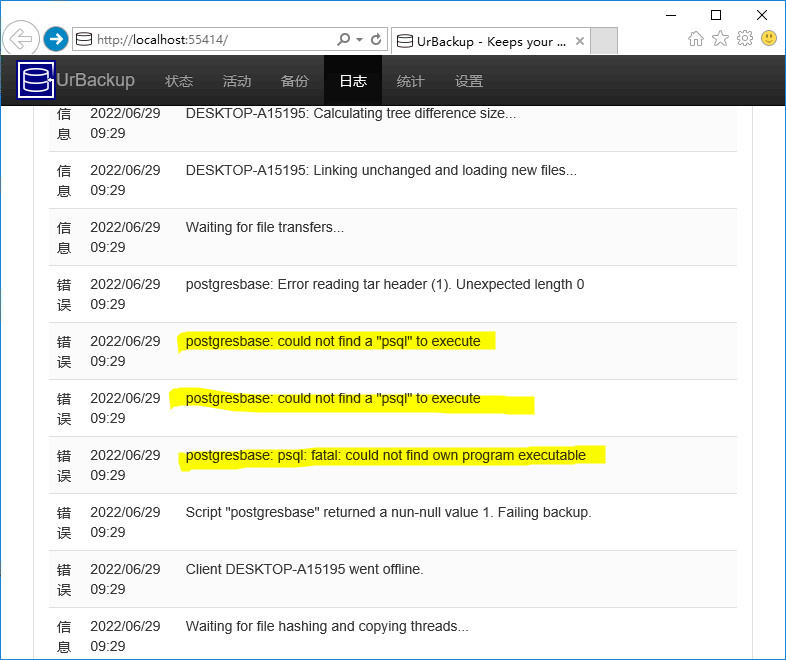 http://localhost:55414/
UrBackup - Keeps your ...
UrBackup 状态 活动 备份 日志 统计 设置
信息 2022/06/29 09:29 DESKTOP-A15195: Calculating tree difference size...
信息 2022/06/29 09:29 DESKTOP-A15195: Linking unchanged and loading new files...
信息 2022/06/29 09:29 Waiting for file transfers...
错误 2022/06/29 09:29 postgresbase: Error reading tar header (1). Unexpected length 0
错误 2022/06/29 09:29 postgresbase: could not find a "psql" to execute
错误 2022/06/29 09:29 postgresbase: could not find a "psql" to execute
错误 2022/06/29 09:29 postgresbase: psql: fatal: could not find own program executable
错误 2022/06/29 09:29 Script "postgresbase" returned a nun-null value 1. Failing backup.
错误 2022/06/29 09:29 Client DESKTOP-A15195 went offline.
信息 2022/06/29 09:29 Waiting for file hashing and copying threads...